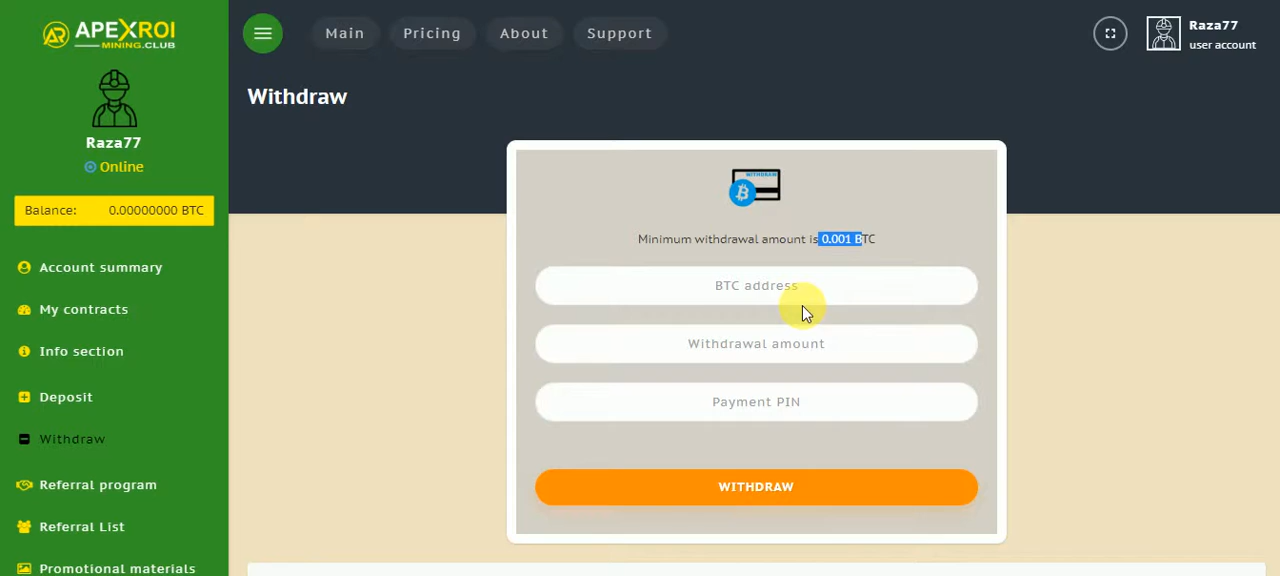 APEXROI
MINING.CLUB
Raza77
Online
Balance: 0.00000000 BTC
Account summary
My contracts
Info section
Deposit
Withdraw
Referral program
Referral List
Promotional materials
Main Pricing About Support
Raza77
user account
Withdraw
WITHDRAW
Minimum withdrawal amount is 0.001 BTC
BTC address
Withdrawal amount
Payment PIN
WITHDRAW